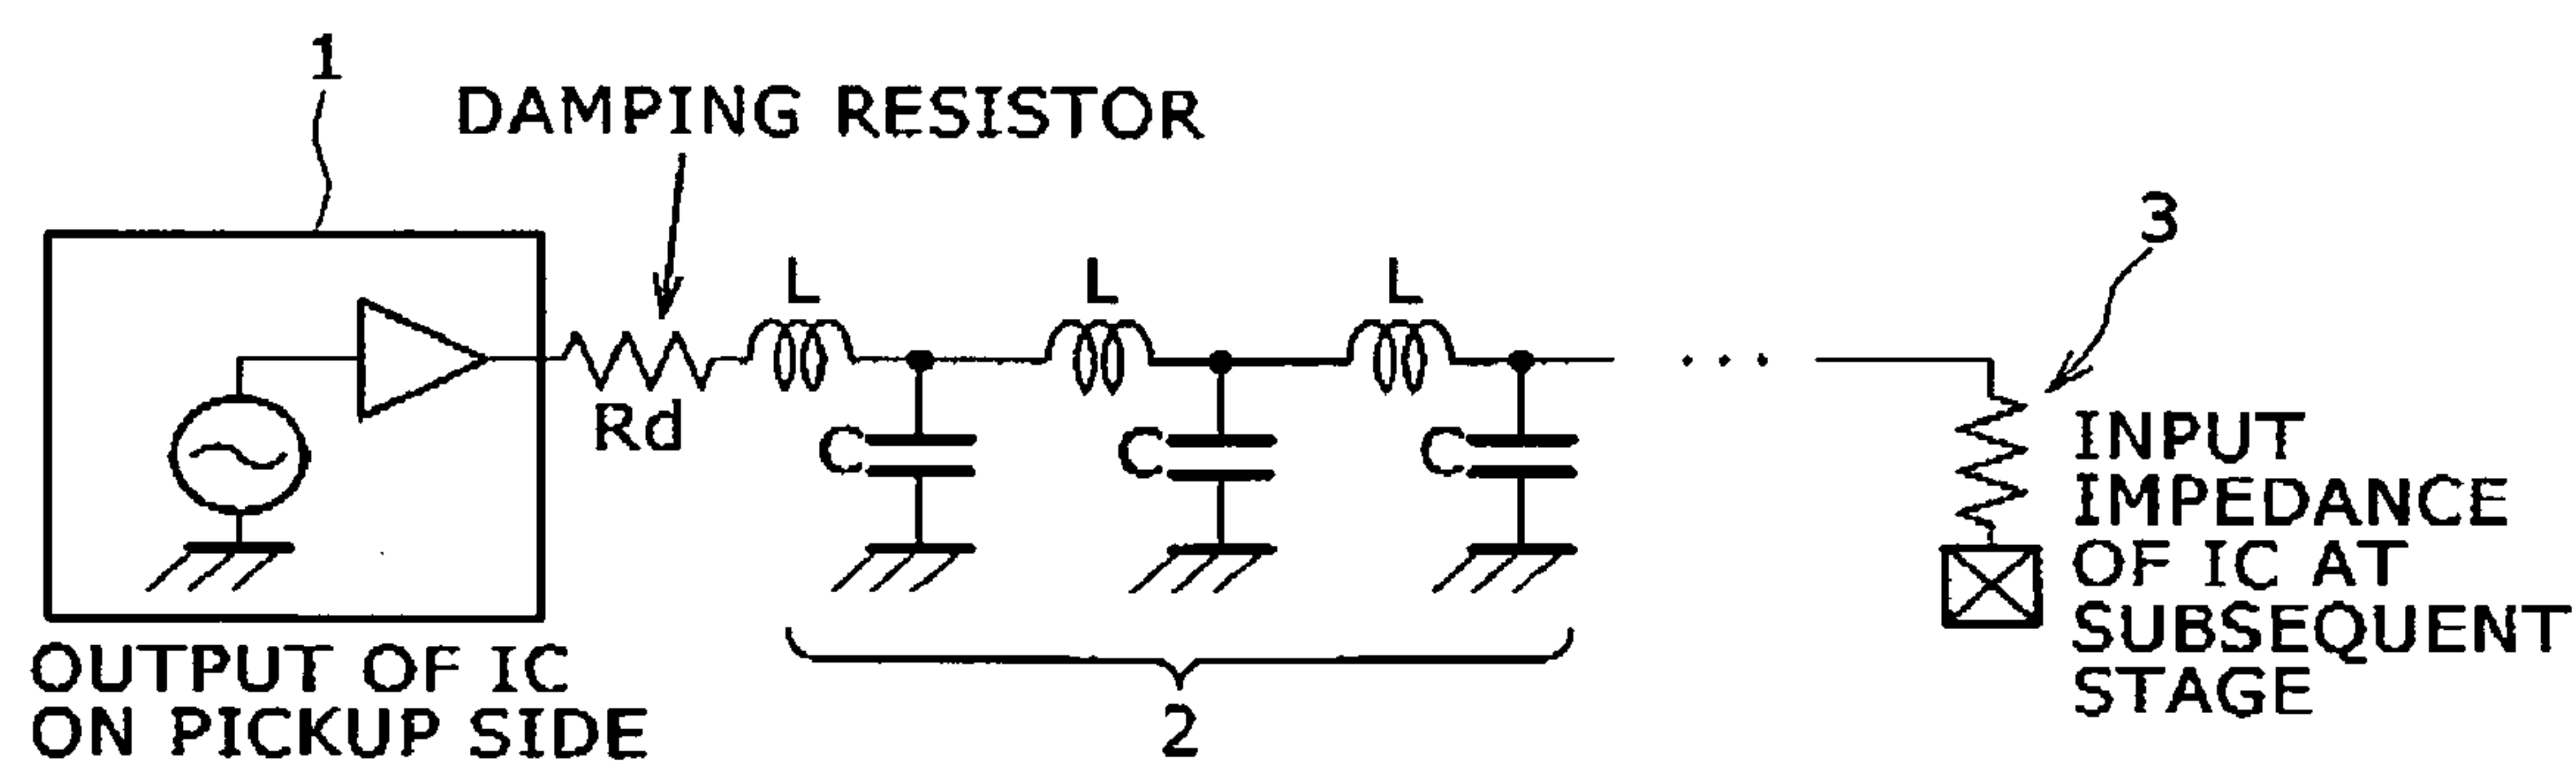 1
DAMPING RESISTOR
3
L
L
L
Rd
C
C
C
. . .
INPUT
IMPEDANCE
OF IC AT
SUBSEQUENT
STAGE
OUTPUT OF IC
ON PICKUP SIDE
2